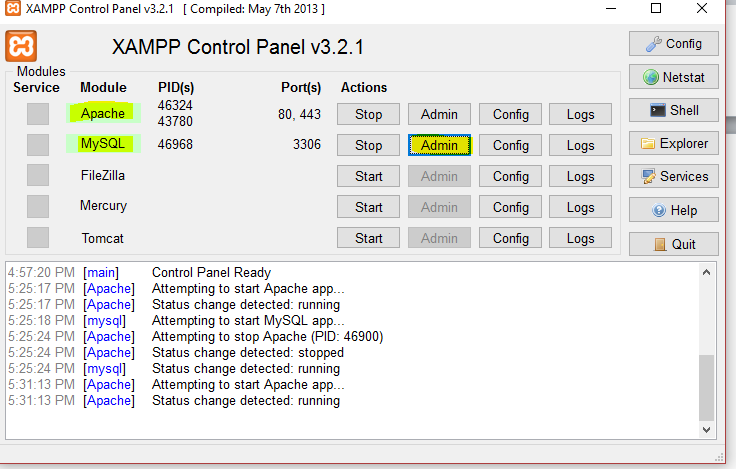 XAMPP Control Panel v3.2.1 [ Compiled: May 7th 2013 ]
XAMPP Control Panel v3.2.1
Config
Modules
Service Module PID(s) Port(s) Actions
Netstat
Apache 46324 43780 80, 443 Stop Admin Config Logs
Shell
MySQL 46968 3306 Stop Admin Config Logs
Explorer
FileZilla Start Admin Config Logs
Services
Mercury Start Admin Config Logs
Help
Tomcat Start Admin Config Logs
Quit
4:57:20 PM [main] Control Panel Ready
5:25:17 PM [Apache] Attempting to start Apache app...
5:25:17 PM [Apache] Status change detected: running
5:25:18 PM [mysql] Attempting to start MySQL app...
5:25:24 PM [Apache] Attempting to stop Apache (PID: 46900)
5:25:24 PM [Apache] Status change detected: stopped
5:25:24 PM [mysql] Status change detected: running
5:31:13 PM [Apache] Attempting to start Apache app...
5:31:13 PM [Apache] Status change detected: running